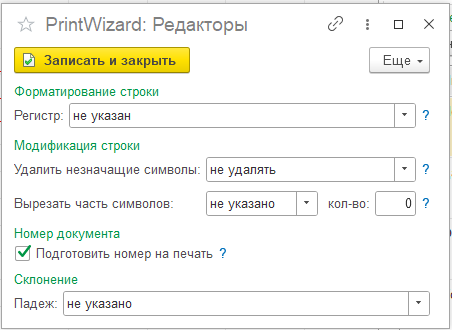 PrintWizard: Редакторы
Записать и закрыть
Еще
Форматирование строки
Регистр: не указан ?
Модификация строки
Удалить незначащие символы: не удалять ?
Вырезать часть символов: не указано кол-во: 0 ?
Номер документа
Подготовить номер на печать ?
Склонение
Падеж: не указано